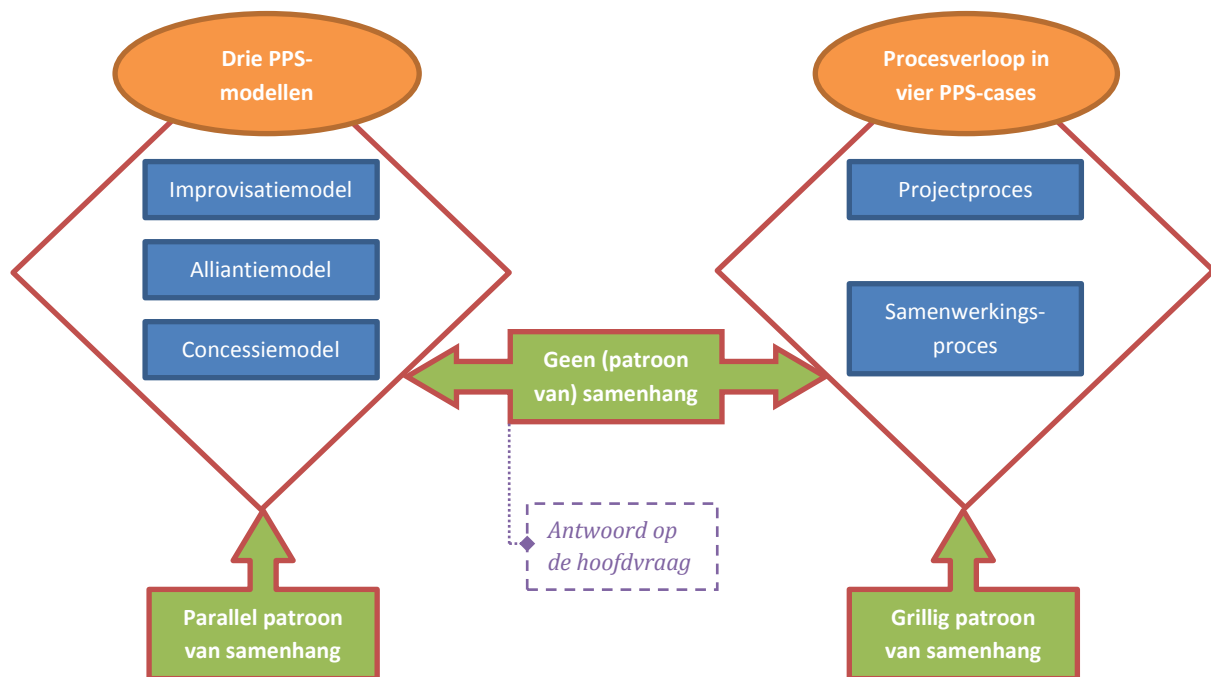 Drie PPS-
modellen
Improvisatiemodel
Alliantiemodel
Concessiemodel
Parallel patroon
van samenhang
Geen (patroon
van) samenhang
Antwoord op
de hoofdvraag
Procesverloop in
vier PPS-cases
Projectproces
Samenwerkings-
proces
Grillig patroon
van samenhang